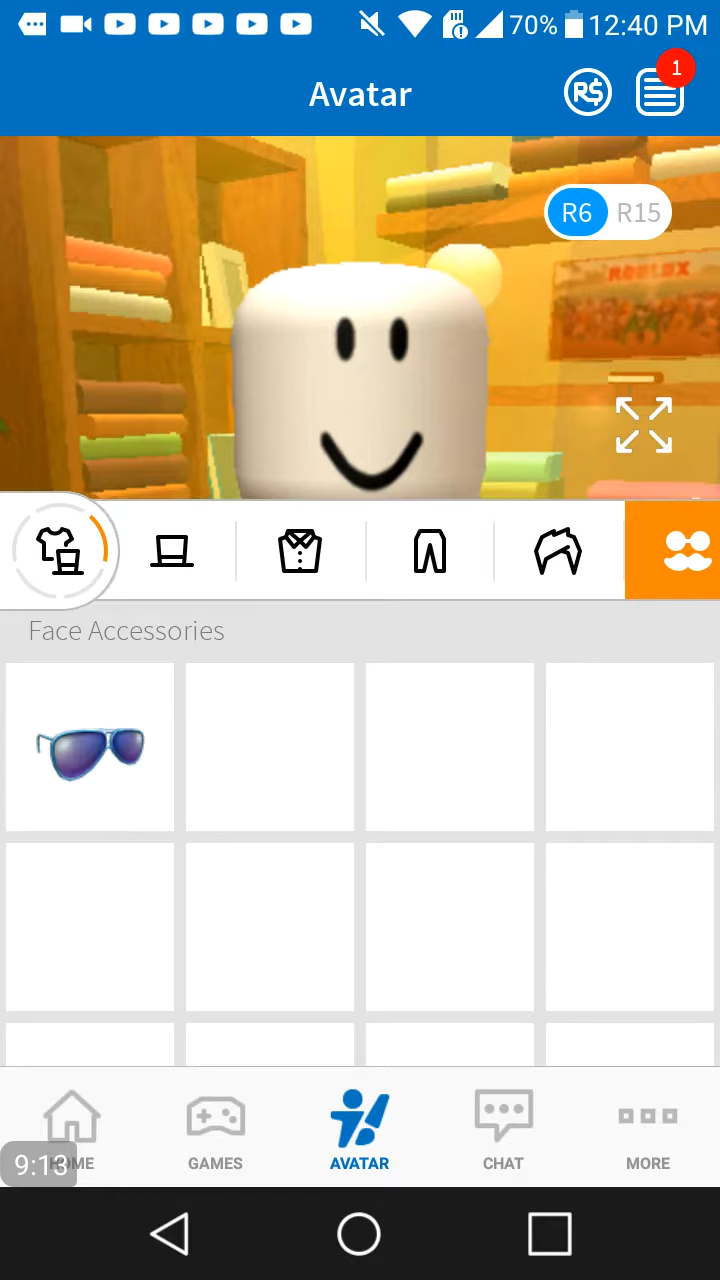 70% 12:40 PM
Avatar
R$
1
R6 R15
ROBLOX
Face Accessories
HOME GAMES AVATAR CHAT MORE
9:13